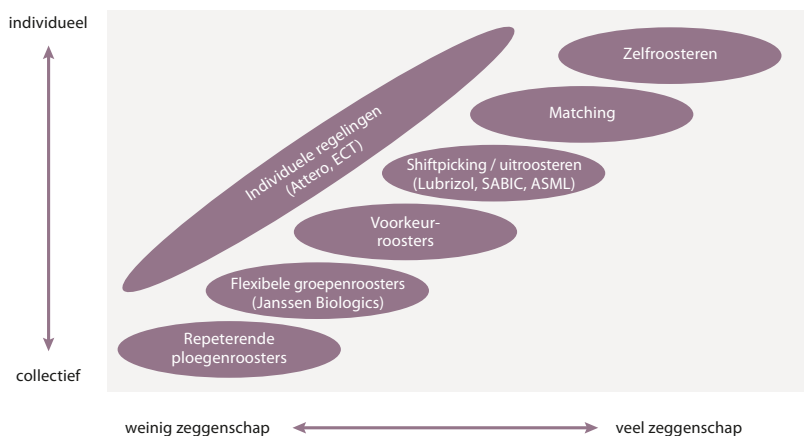 individueel
Zelfroosteren
Matching
Individuele regelingen
(Attero, ECT)
Shiftpicking / uitroosteren
(Lubrizol, SABIC, ASML)
Voorkeur-
roosters
Flexibele groepenroosters
(Janssen Biologics)
Repeterende
ploegenroosters
collectief
weinig zeggenschap
veel zeggenschap